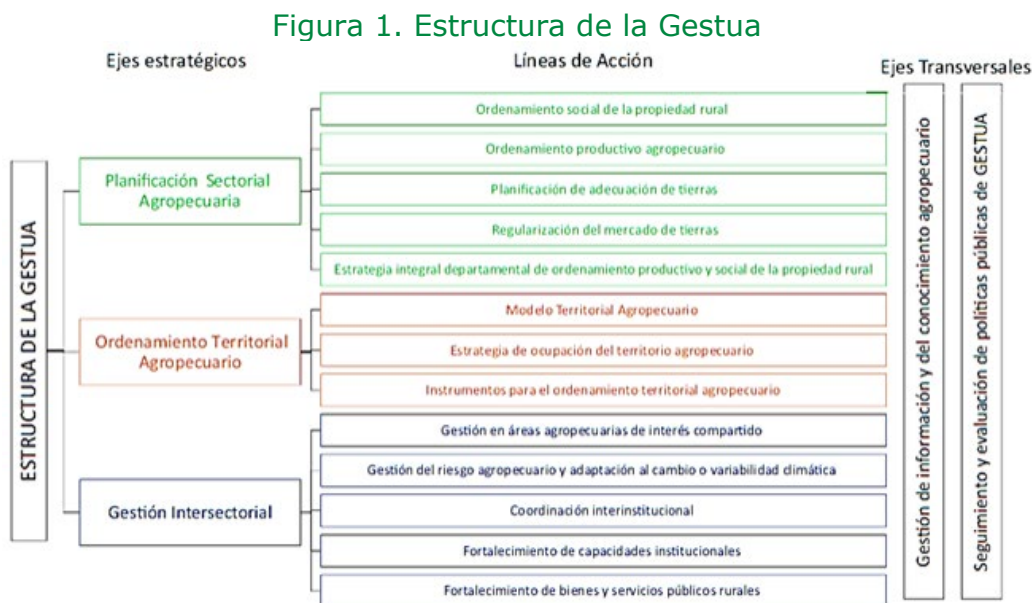 Figura 1. Estructura de la Gestua
Ejes estratégicos
Líneas de Acción
Ejes Transversales
ESTRUCTURA DE LA GESTUA
Planificación Sectorial
Agropecuaria
Ordenamiento social de la propiedad rural
Ordenamiento productivo agropecuario
Planificación de adecuación de tierras
Regularización del mercado de tierras
Estrategia integral departamental de ordenamiento productivo y social de la propiedad rural
Ordenamiento Territorial
Agropecuario
Modelo Territorial Agropecuario
Estrategia de ocupación del territorio agropecuario
Instrumentos para el ordenamiento territorial agropecuario
Gestión Intersectorial
Gestión en áreas agropecuarias de interés compartido
Gestión del riesgo agropecuario y adaptación al cambio o variabilidad climática
Coordinación interinstitucional
Fortalecimiento de capacidades institucionales
Fortalecimiento de bienes y servicios públicos rurales
Gestión de información y del conocimiento agropecuario
Seguimiento y evaluación de políticas públicas de GESTUA